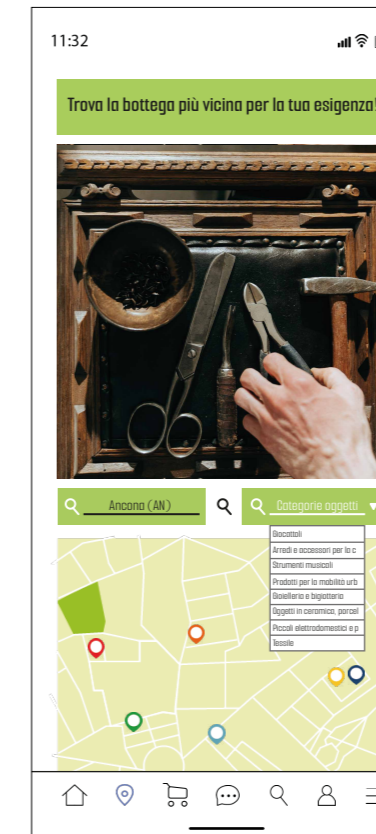 11:32
Trova la bottega più vicina per la tua esigenza!
Ancona (AN)
Categorie oggetti
Giocattoli
Arredi e accessori per la c
Strumenti musicali
Prodotti per la mobilità urb
Gioielleria e bigiotteria
Oggetti in ceramica, porcel
Piccoli elettrodomestici e p
Tessile